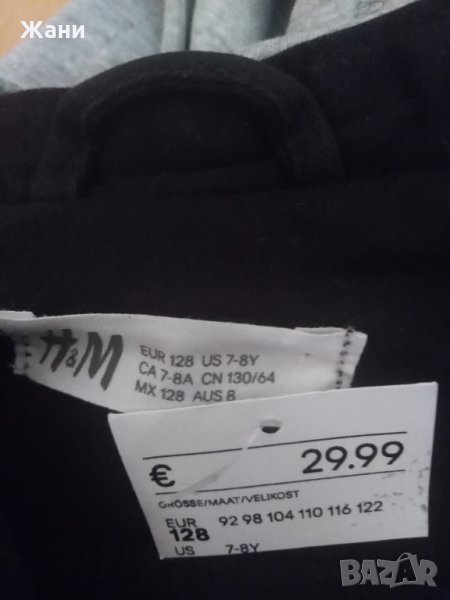 Жани
H&M
EUR 128 US 7-8Y
CA 7-8A CN 130/64
MX 128 AUS 8
€ 29.99
GRÖSSE/MAAT/VELIKOST
EUR 92 98 104 110 116 122
128
US 7-8Y
BAZAR